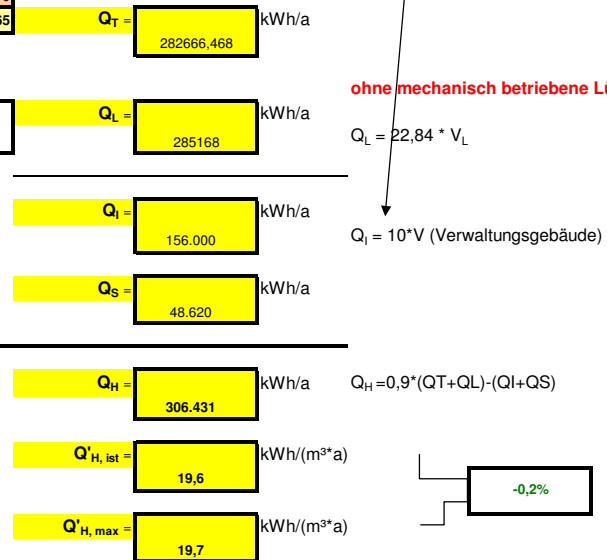 65 Q_T = kWh/a
282666,468
ohne mechanisch betriebene
Q_L = kWh/a
285168 Q_L = 22,84 * V_L
Q_I = kWh/a
156.000 Q_I = 10*V (Verwaltungsgebäude)
Q_S = kWh/a
48.620
Q_H = kWh/a Q_H =0,9*(QT+QL)-(QI+QS)
306.431
Q'_H, ist = kWh/(m³*a)
19,6
-0,2%
Q'_H, max = kWh/(m³*a)
19,7